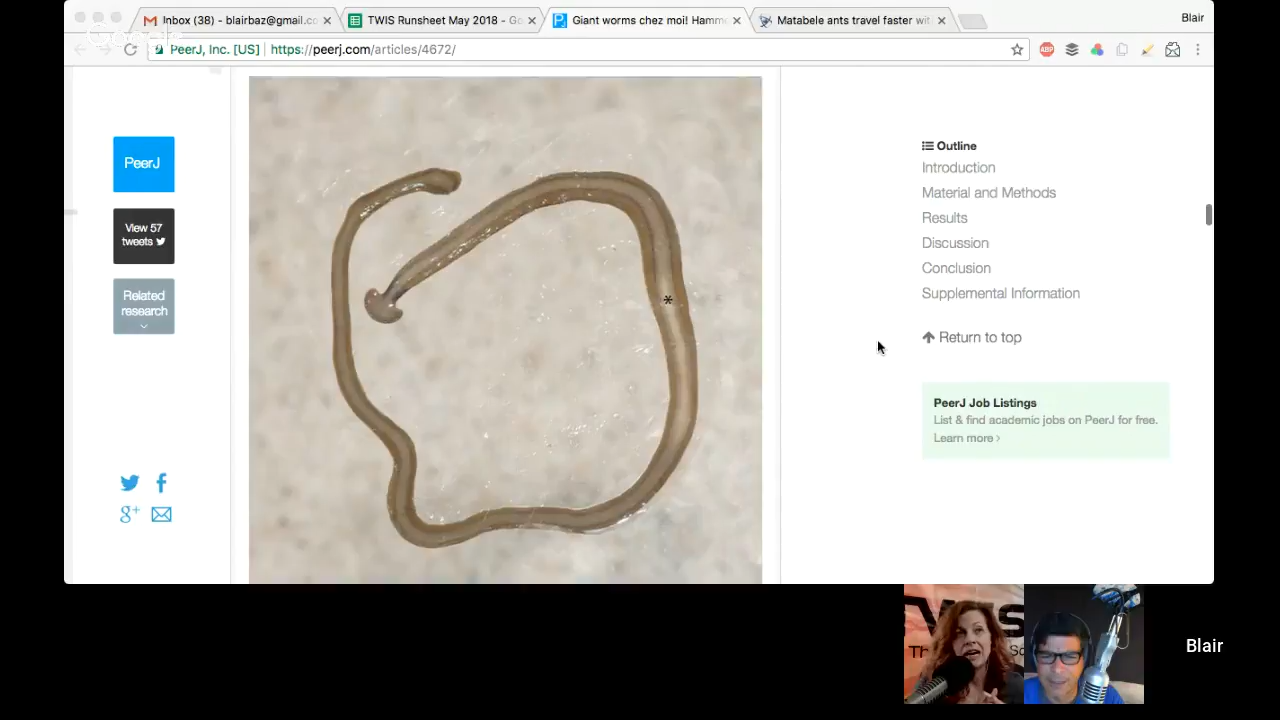 Inbox (38) - blairbaz@gmail.co
TWIS Runsheet May 2018 - Go
Giant worms chez moi! Hamm
Matabele ants travel faster wit
Blair
Google
PeerJ, Inc. [US]
https://peerj.com/articles/4672/
PeerJ
View 57
tweets
Related
research
*
Outline
Introduction
Material and Methods
Results
Discussion
Conclusion
Supplemental Information
Return to top
PeerJ Job Listings
List & find academic jobs on PeerJ for free.
Learn more ›
ABP
g+
Blair